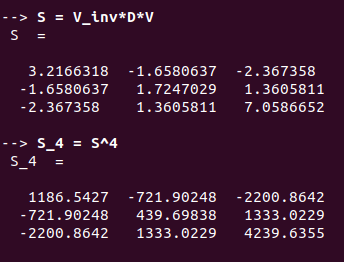 --> S = V_inv*D*V
S =
3.2166318 -1.6580637 -2.367358
-1.6580637 1.7247029 1.3605811
-2.367358 1.3605811 7.0586652
--> S_4 = S^4
S_4 =
1186.5427 -721.90248 -2200.8642
-721.90248 439.69838 1333.0229
-2200.8642 1333.0229 4239.6355